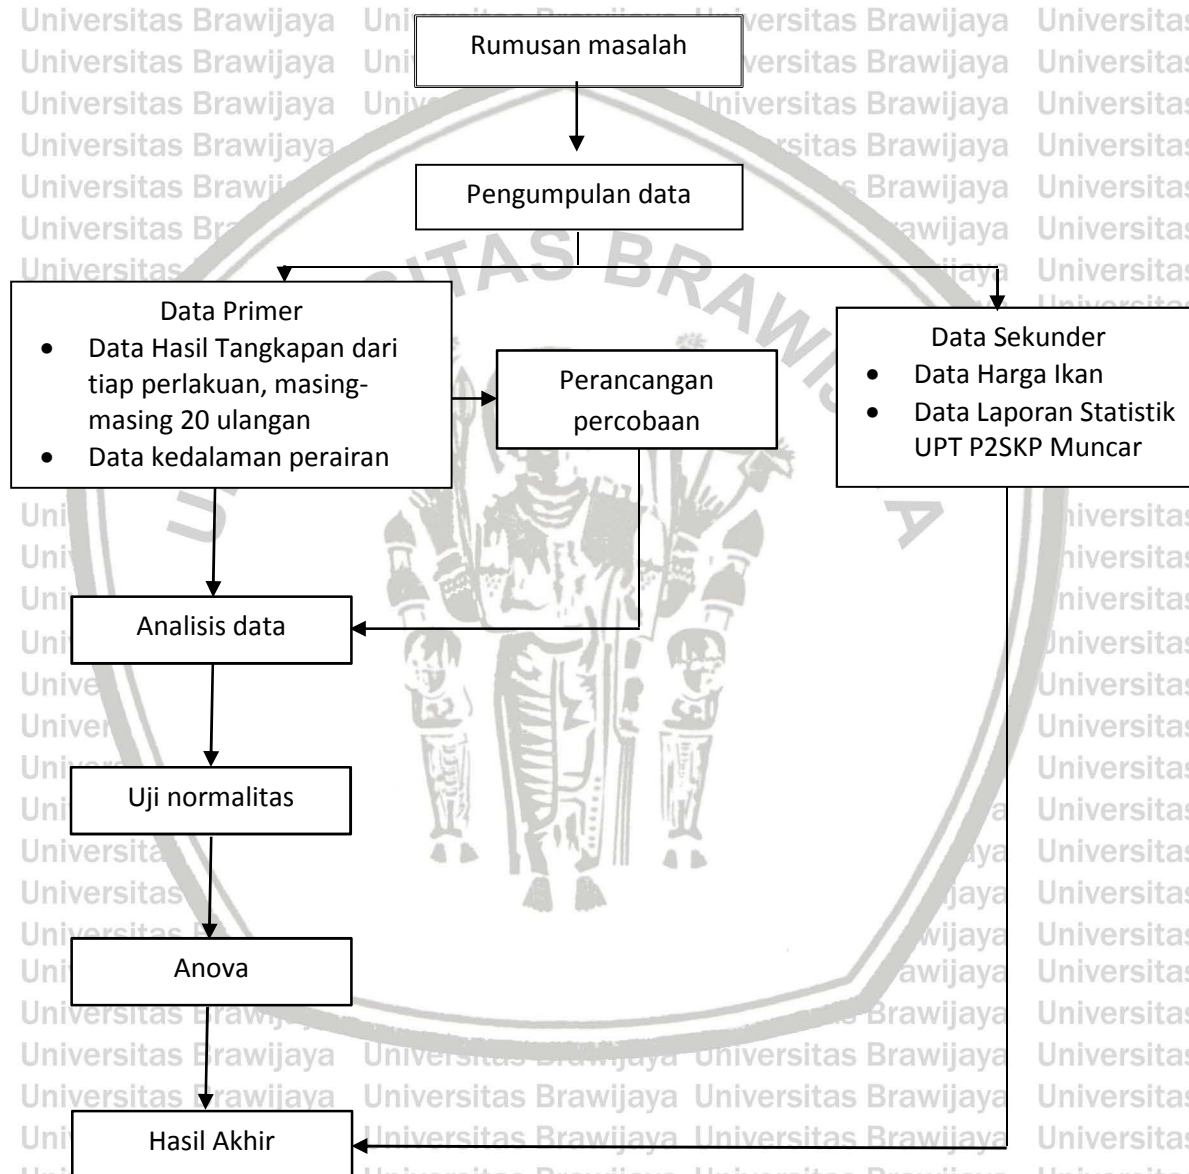 Rumusan masalah
Pengumpulan data
Data Primer
• Data Hasil Tangkapan dari
tiap perlakuan, masing-
masing 20 ulangan
• Data kedalaman perairan
Perancangan
percobaan
Data Sekunder
• Data Harga Ikan
• Data Laporan Statistik
UPT P2SKP Muncar
Analisis data
Uji normalitas
Anova
Hasil Akhir